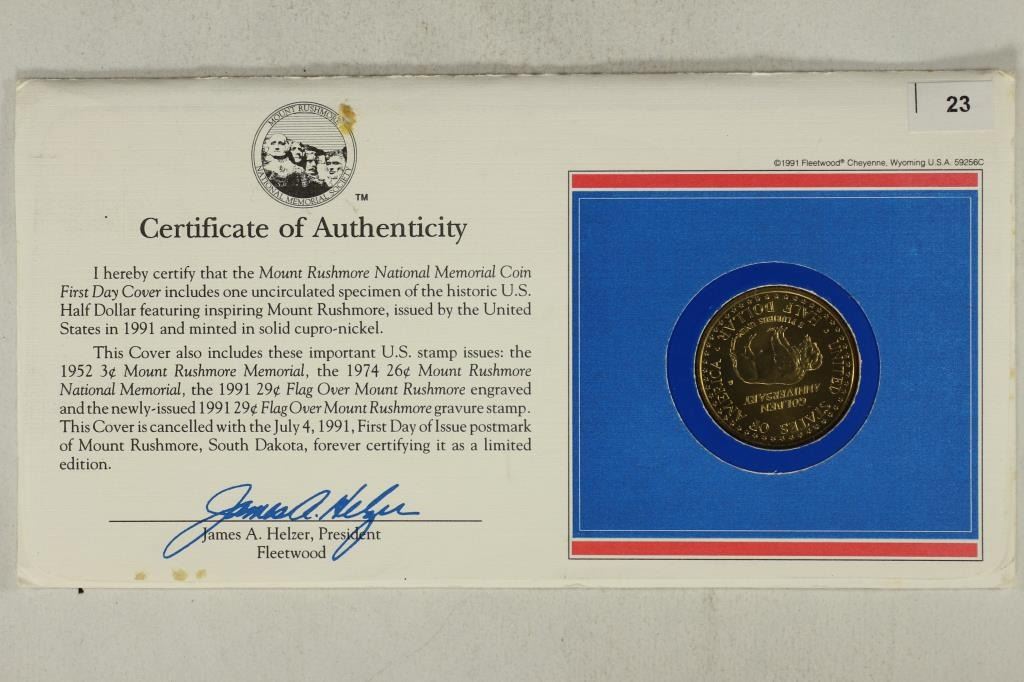 23
MOUNT RUSHMORE
NATIONAL MEMORIAL SOCIETY
TM
©1991 Fleetwood® Cheyenne, Wyoming U.S.A. 59256C
Certificate of Authenticity
I hereby certify that the Mount Rushmore National Memorial Coin
First Day Cover includes one uncirculated specimen of the historic U.S.
Half Dollar featuring inspiring Mount Rushmore, issued by the United
States in 1991 and minted in solid cupro-nickel.
This Cover also includes these important U.S. stamp issues: the
1952 3¢ Mount Rushmore Memorial, the 1974 26¢ Mount Rushmore
National Memorial, the 1991 29¢ Flag Over Mount Rushmore engraved
and the newly-issued 1991 29¢ Flag Over Mount Rushmore gravure stamp.
This Cover is cancelled with the July 4, 1991, First Day of Issue postmark
of Mount Rushmore, South Dakota, forever certifying it as a limited
edition.
James A. Helzer
James A. Helzer, President
Fleetwood
UNITED STATES OF AMERICA
GOLDEN
ANNIVERSARY
E PLURIBUS UNUM
HALF DOLLAR